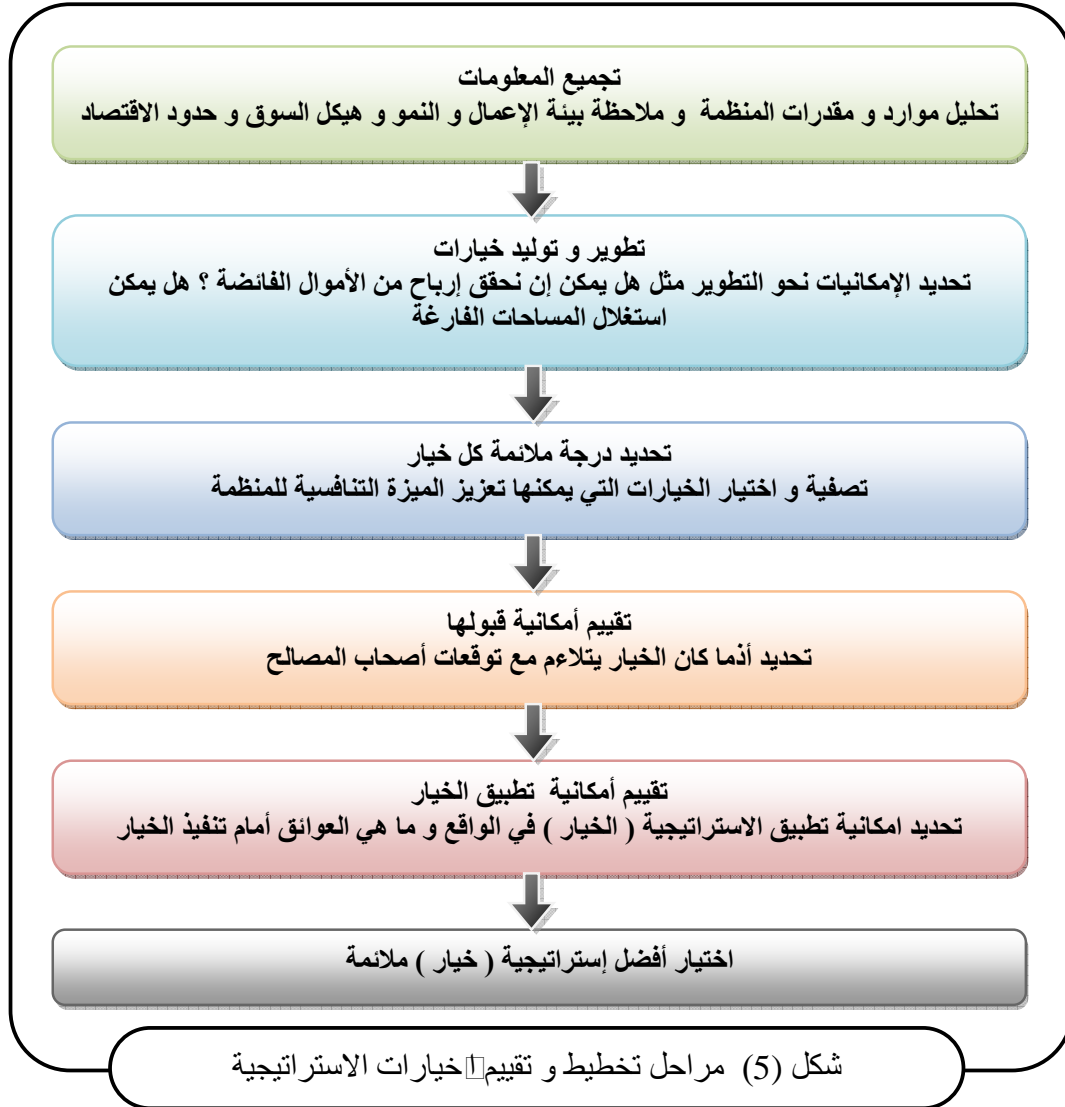 تجميع المعلومات
تحليل موارد و مقدرات المنظمة و ملاحظة بيئة الإعمال و النمو و هيكل السوق و حدود الاقتصاد
تطوير و توليد خيارات
تحديد الإمكانيات نحو التطوير مثل هل يمكن إن نحقق إرباح من الأموال الفائضة ؟ هل يمكن
استغلال المساحات الفارغة
تحديد درجة ملائمة كل خيار
تصفية و اختيار الخيارات التي يمكنها تعزيز الميزة التنافسية للمنظمة
تقييم أمكانية قبولها
تحديد أذما كان الخيار يتلاءم مع توقعات أصحاب المصالح
تقييم أمكانية تطبيق الخيار
تحديد امكانية تطبيق الاستراتيجية ( الخيار ) في الواقع و ما هي العوائق أمام تنفيذ الخيار
اختيار أفضل إستراتيجية ( خيار ) ملائمة
شكل (5) مراحل تخطيط و تقييم الاستراتيجية